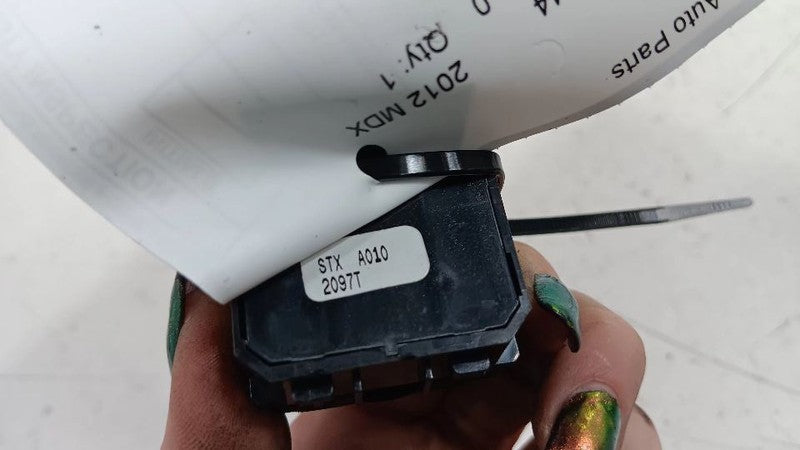 Auto Parts
2012 MDX
Qty: 1
STX A010
2097T